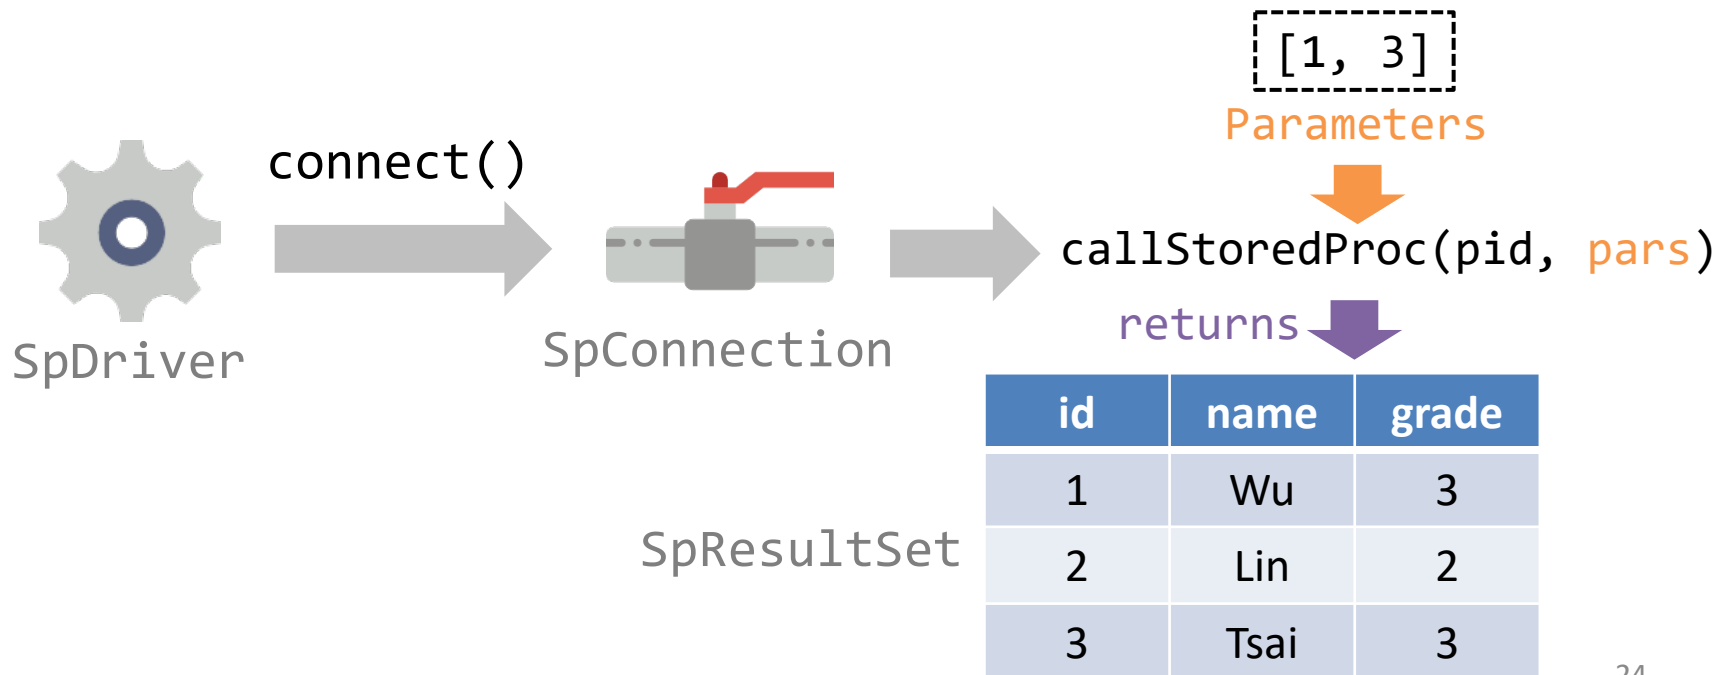 [1, 3]
Parameters
connect()
callStoredProc(pid, pars)
returns
SpDriver
SpConnection
id name grade
1 Wu 3
SpResultSet
2 Lin 2
3 Tsai 3
24